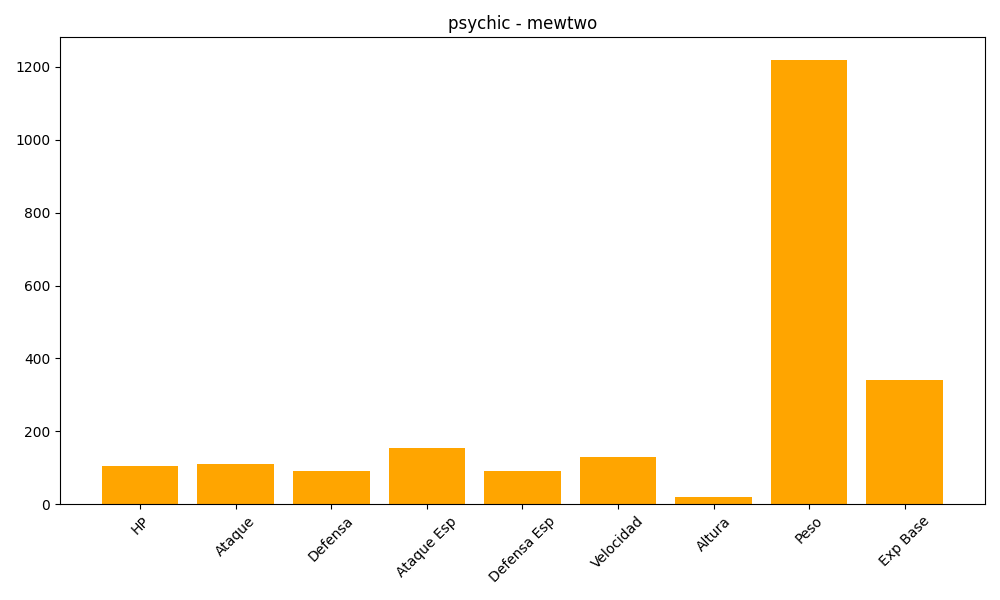 psychic - mewtwo
1200
1000
800
600
400
200
0
HP
Ataque
Defensa
Ataque Esp
Defensa Esp
Velocidad
Altura
Peso
Exp Base